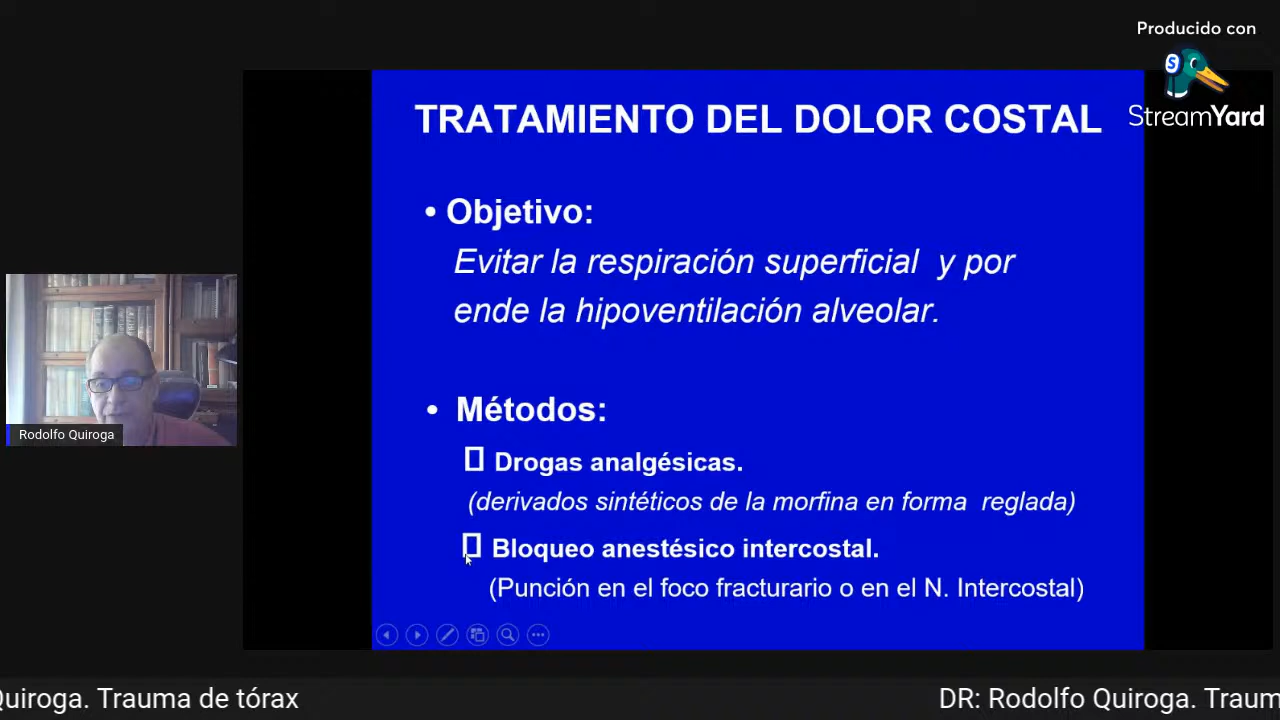 Producido con
StreamYard
TRATAMIENTO DEL DOLOR COSTAL
• Objetivo:
Evitar la respiración superficial y por
ende la hipoventilación alveolar.
• Métodos:
Drogas analgésicas.
(derivados sintéticos de la morfina en forma reglada)
Bloqueo anestésico intercostal.
(Punción en el foco fracturario o en el N. Intercostal)
Rodolfo Quiroga
Quiroga. Trauma de tórax
DR: Rodolfo Quiroga. Traum